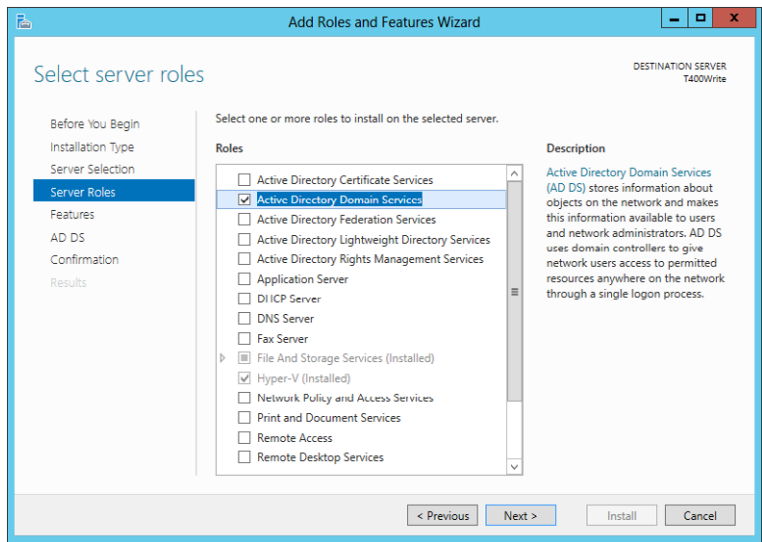 Add Roles and Features Wizard
Select server roles
DESTINATION SERVER
T400Write
Before You Begin
Installation Type
Server Selection
Server Roles
Features
AD DS
Confirmation
Results
Select one or more roles to install on the selected server.
Roles
Active Directory Certificate Services
Active Directory Domain Services
Active Directory Federation Services
Active Directory Lightweight Directory Services
Active Directory Rights Management Services
Application Server
DHCP Server
DNS Server
Fax Server
File And Storage Services (Installed)
Hyper-V (Installed)
Network Policy and Access Services
Print and Document Services
Remote Access
Remote Desktop Services
Description
Active Directory Domain Services
(AD DS) stores information about
objects on the network and makes
this information available to users
and network administrators. AD DS
uses domain controllers to give
network users access to permitted
resources anywhere on the network
through a single logon process.
< Previous
Next >
Install
Cancel